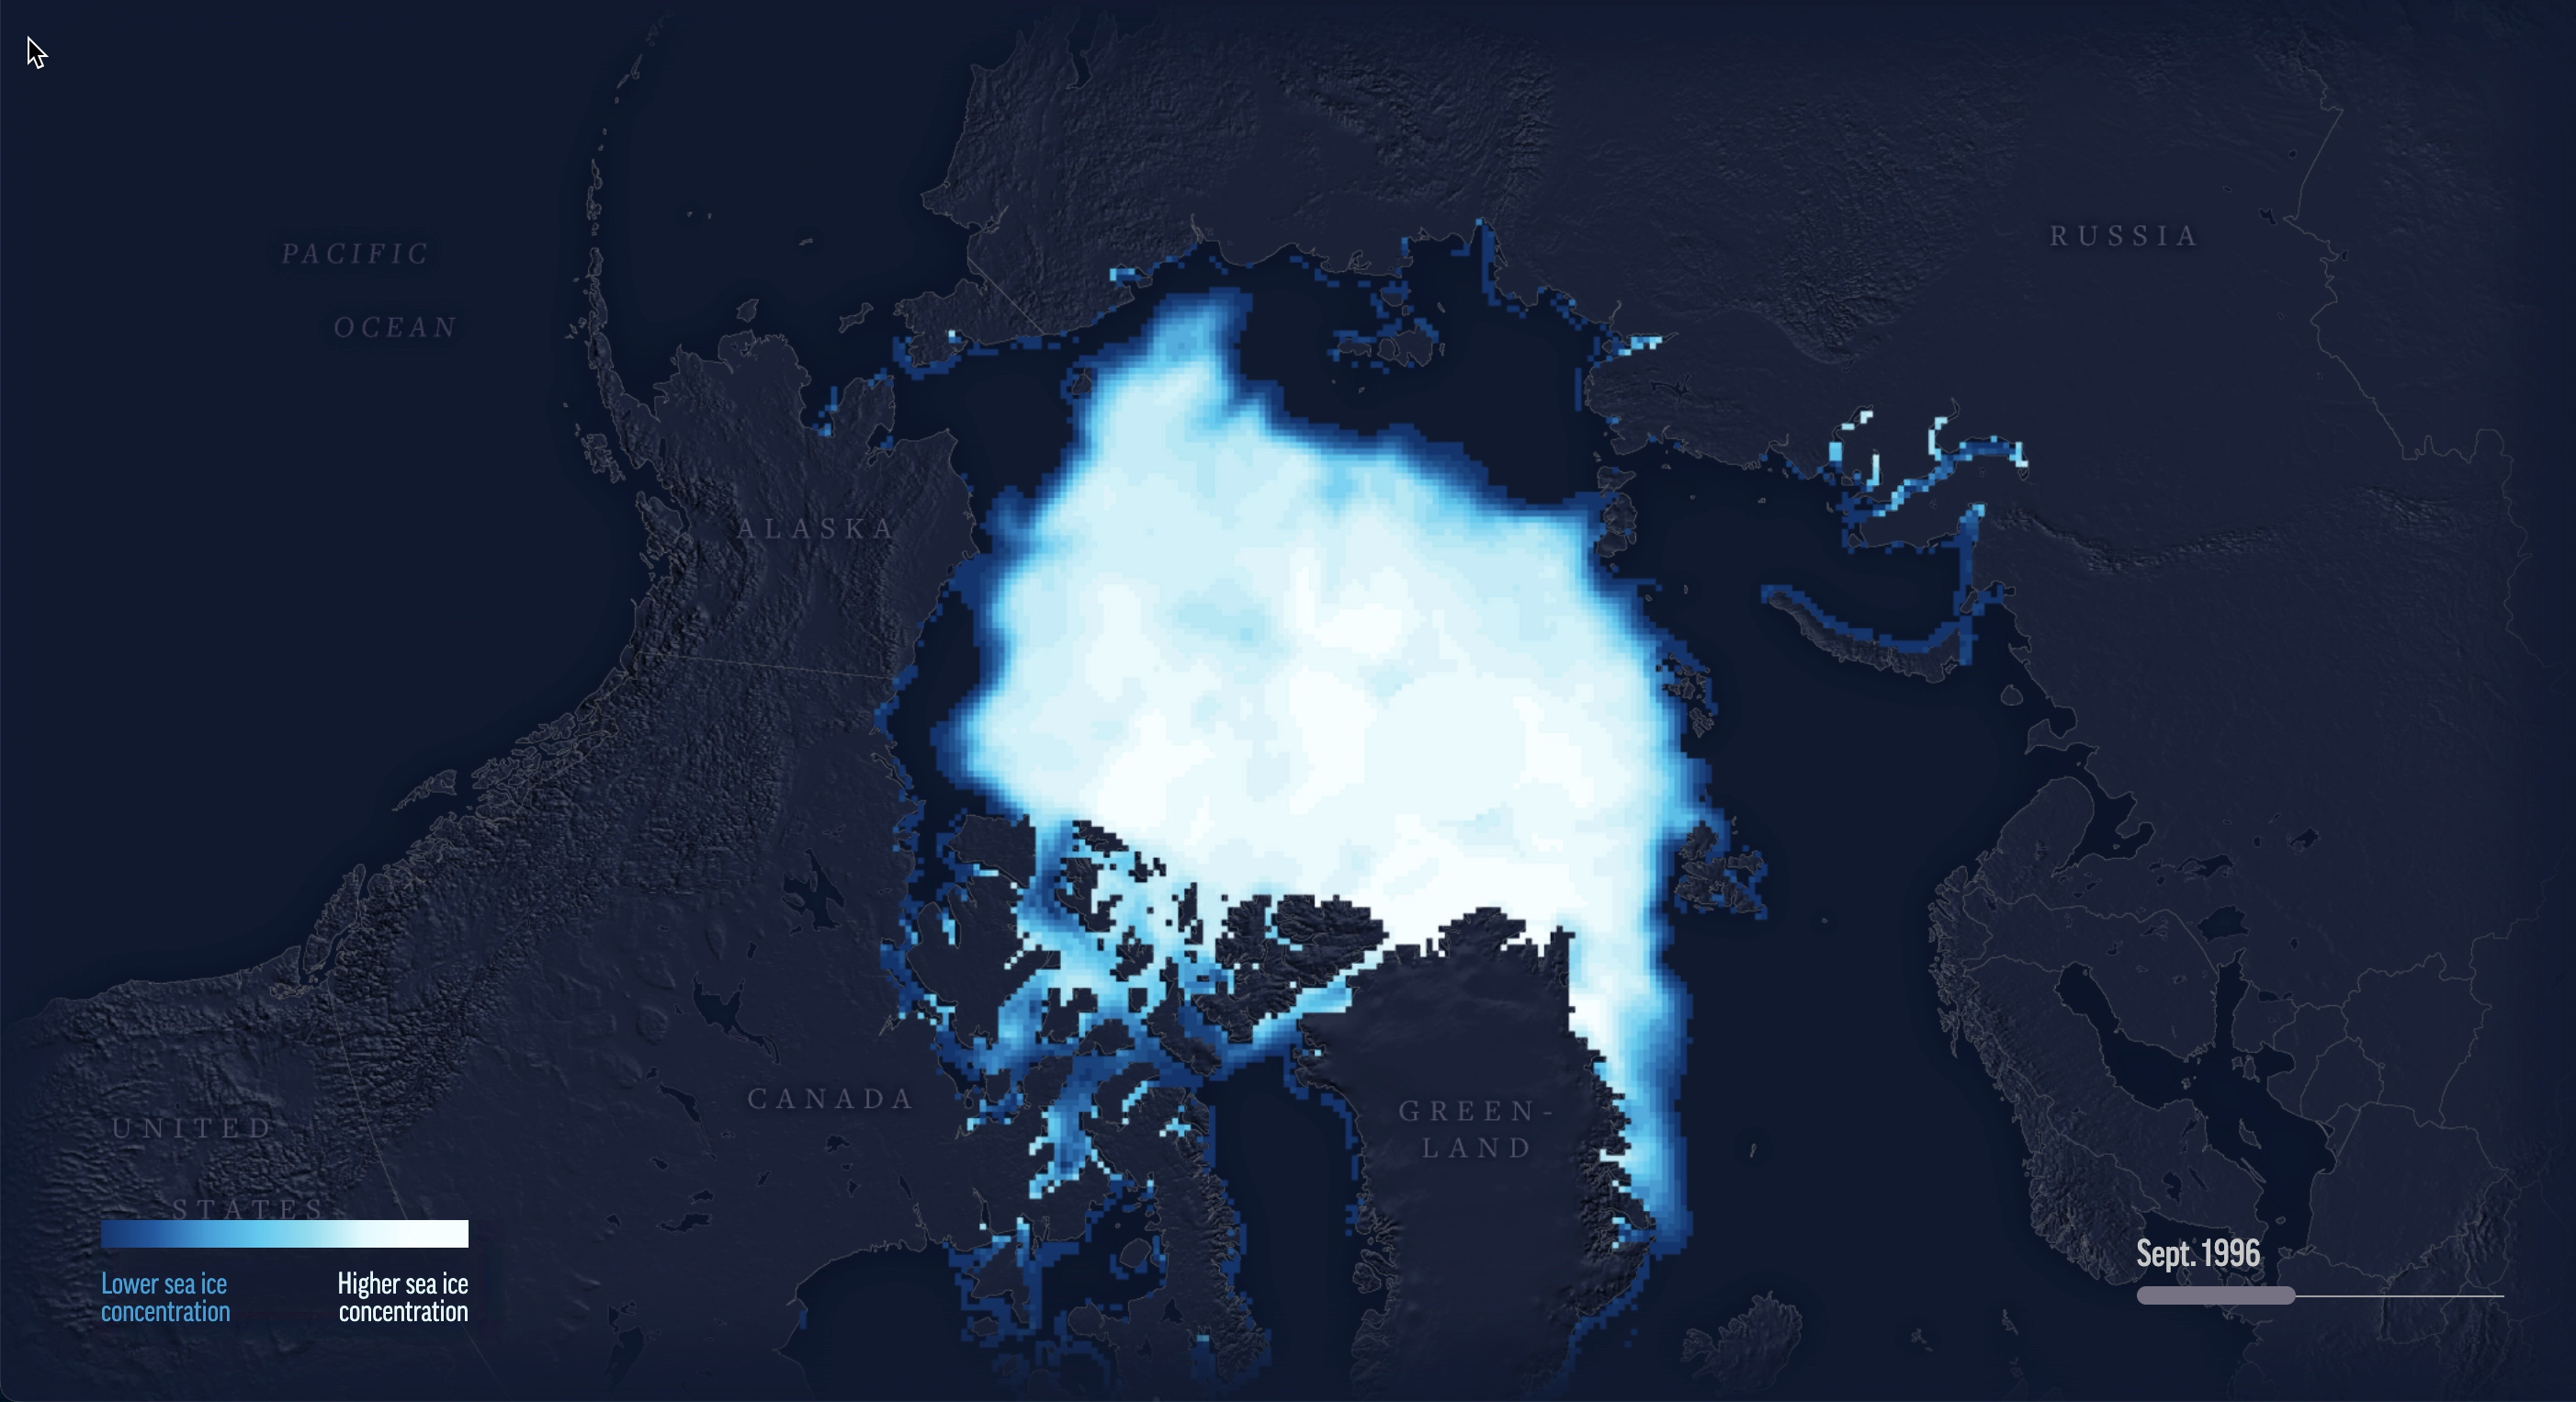 RUSSIA
PACIFIC
OCEAN
ALASKA
CANADA
GREEN-
LAND
UNITED
STATES
Lower sea ice
concentration
Higher sea ice
concentration
Sept. 1996